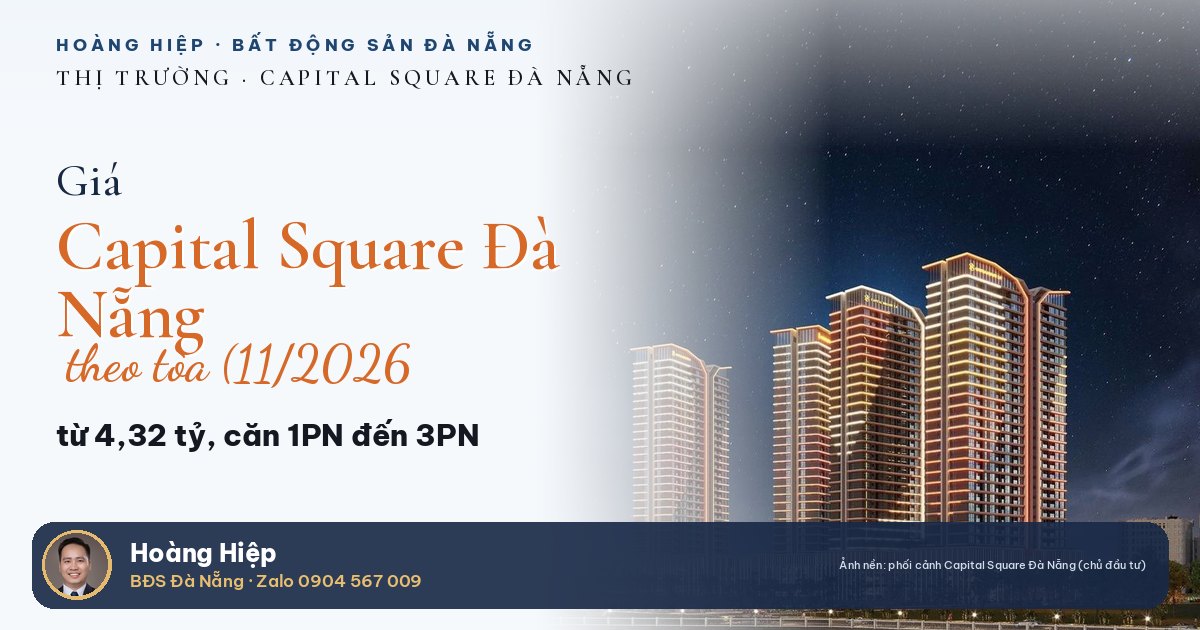 HOÀNG HIỆP · BẤT ĐỘNG SẢN ĐÀ NẴNG
THỊ TRƯỜNG · CAPITAL SQUARE ĐÀ NẴNG
Giá
Capital Square Đà
Nẵng
theo tòa (11/2026
từ 4,32 tỷ, căn 1PN đến 3PN
Hoàng Hiệp
BĐS Đà Nẵng · Zalo 0904 567 009
Ảnh nền: phối cảnh Capital Square Đà Nẵng (chủ đầu tư)